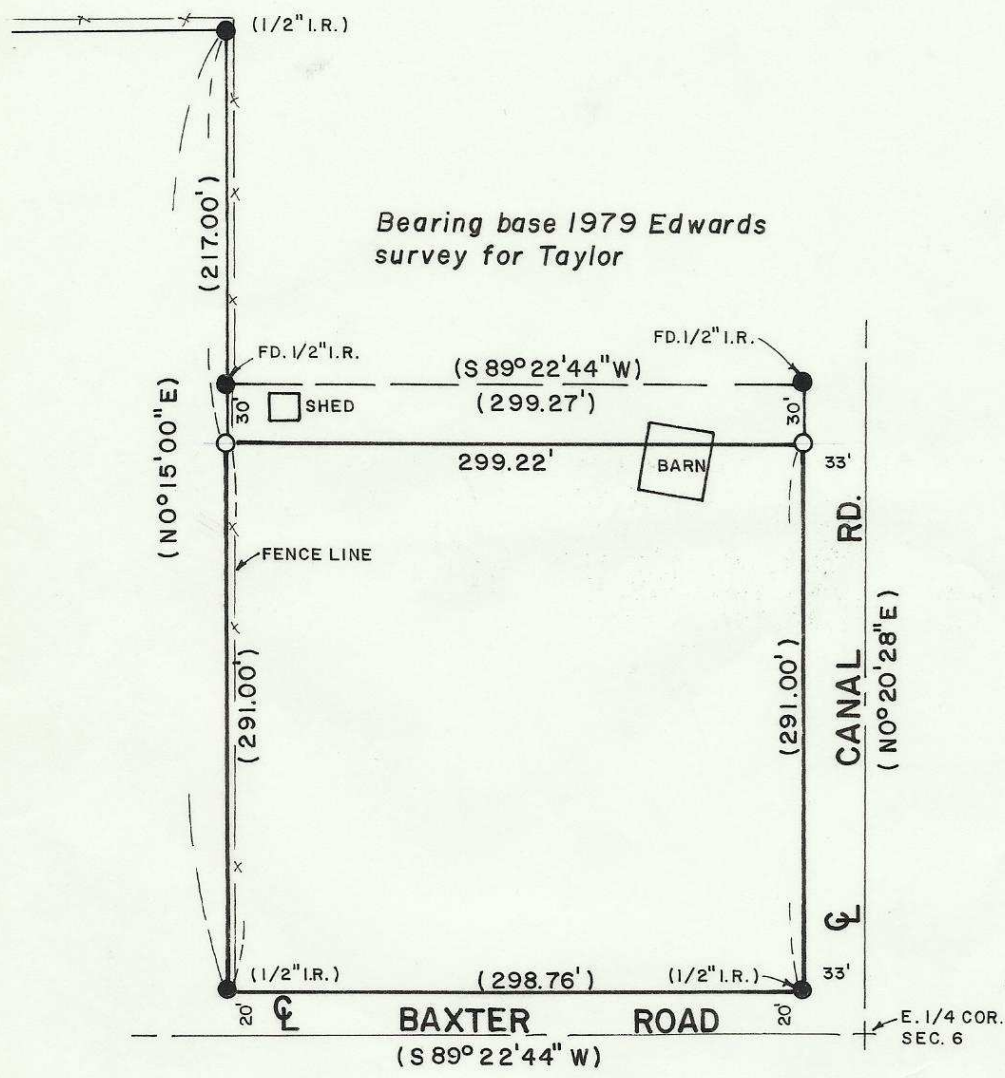 (1/2" I.R.)
(217.00')
Bearing base 1979 Edwards
survey for Taylor
FD. 1/2" I.R.
FD. 1/2" I.R.
(S 89° 22' 44" W)
(299.27')
30'
SHED
30'
299.22'
BARN
33'
(N0° 15' 00" E)
FENCE LINE
RD.
CANAL
(N0° 20' 28" E)
(291.00')
(291.00')
℄
(1/2" I.R.)
(298.76')
(1/2" I.R.)
33'
20'
℄
BAXTER ROAD
20'
(S 89° 22' 44" W)
E. 1/4 COR.
SEC. 6